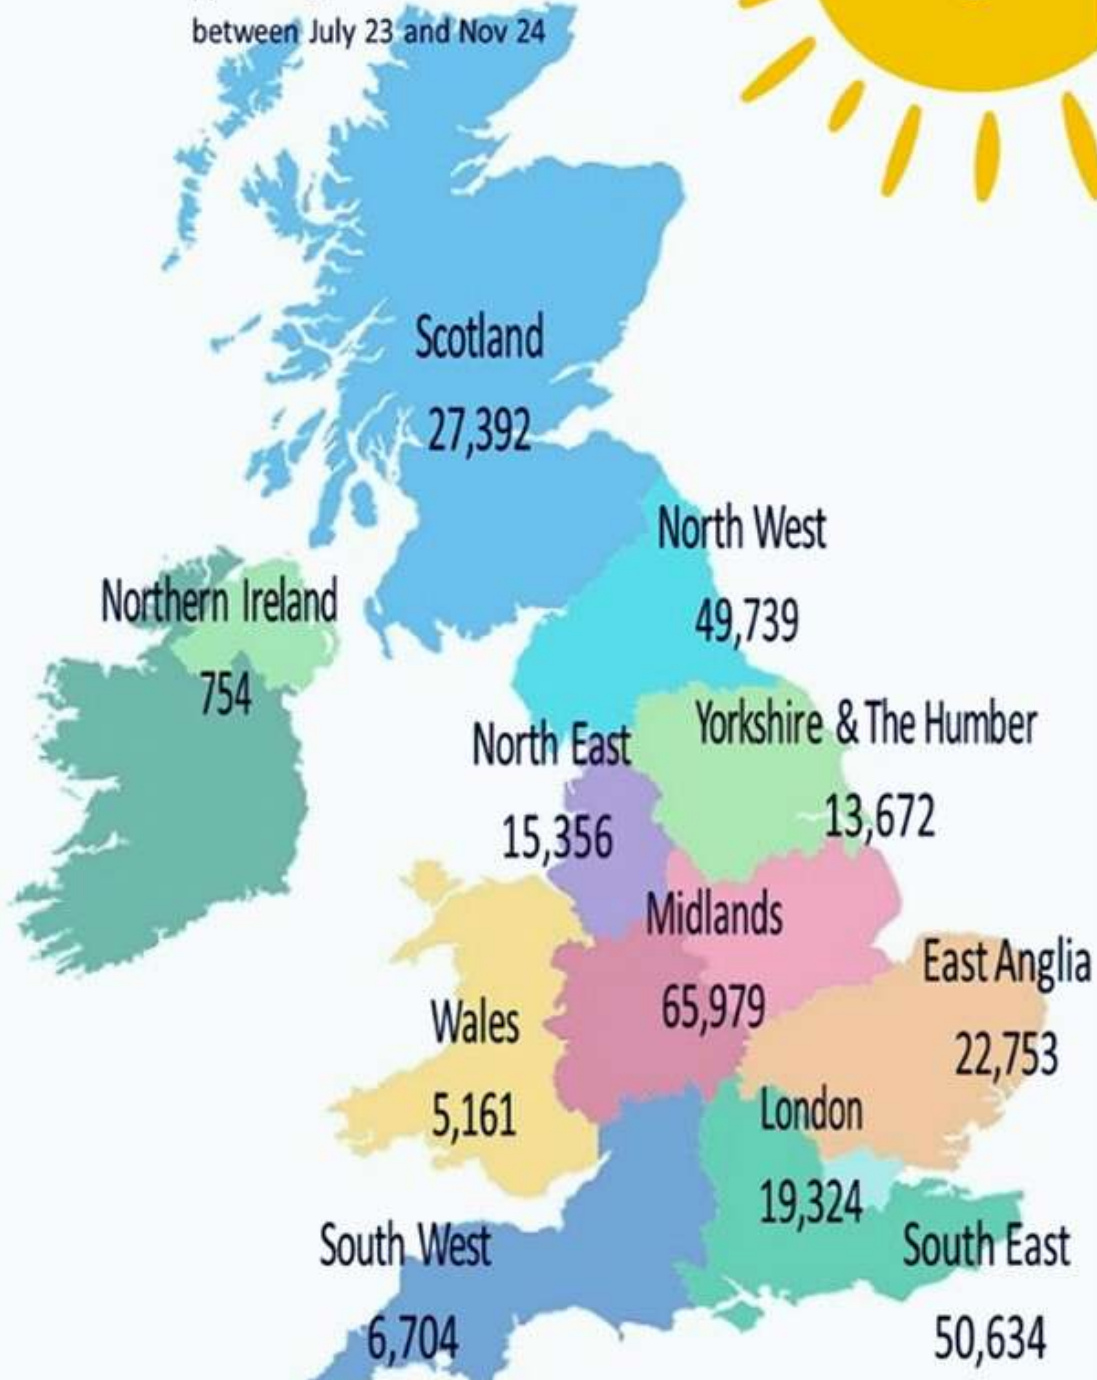 between July 23 and Nov 24
Scotland
27,392
North West
49,739
Northern Ireland
754
Yorkshire & The Humber
13,672
North East
15,356
Midlands
65,979
East Anglia
22,753
Wales
5,161
London
19,324
South West
6,704
South East
50,634